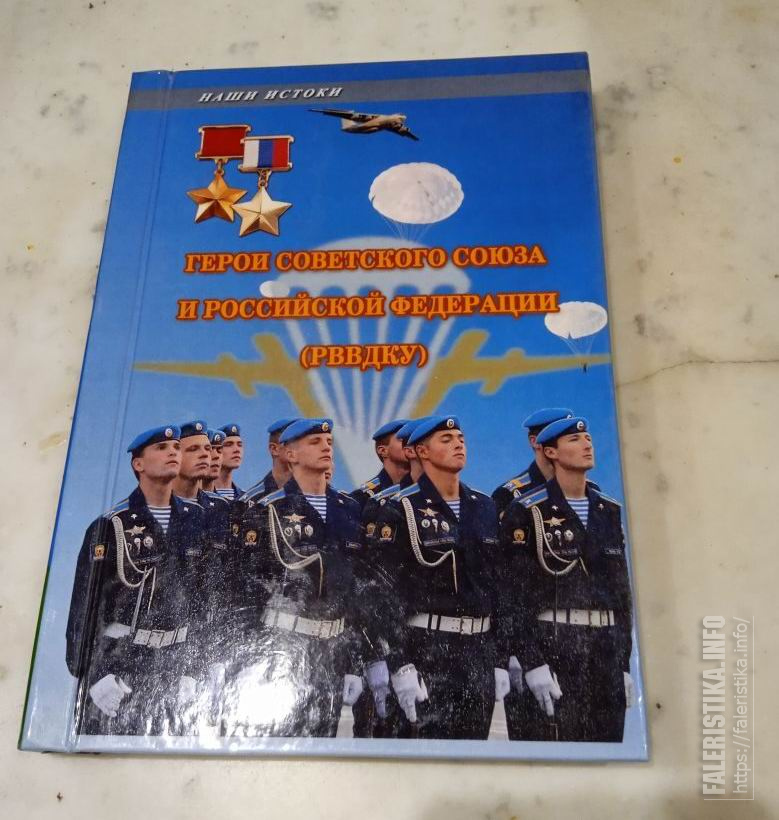 НАШИ ИСТОКИ
ГЕРОИ СОВЕТСКОГО СОЮЗА
И РОССИЙСКОЙ ФЕДЕРАЦИИ
(РВВДКУ)
FALERISTIKA.INFO
https://faleristika.info/